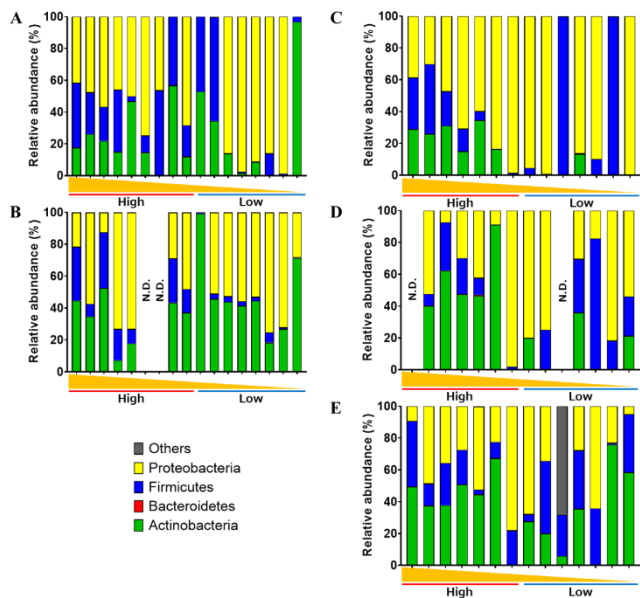 A
Relative abundance (%)
100
80
60
40
20
0
High
Low
B
Relative abundance (%)
100
80
60
40
20
0
N.D.
N.D.
High
Low
Others
Proteobacteria
Firmicutes
Bacteroidetes
Actinobacteria
C
Relative abundance (%)
100
80
60
40
20
0
High
Low
D
Relative abundance (%)
100
80
60
40
20
0
N.D.
N.D.
High
Low
E
Relative abundance (%)
100
80
60
40
20
0
High
Low